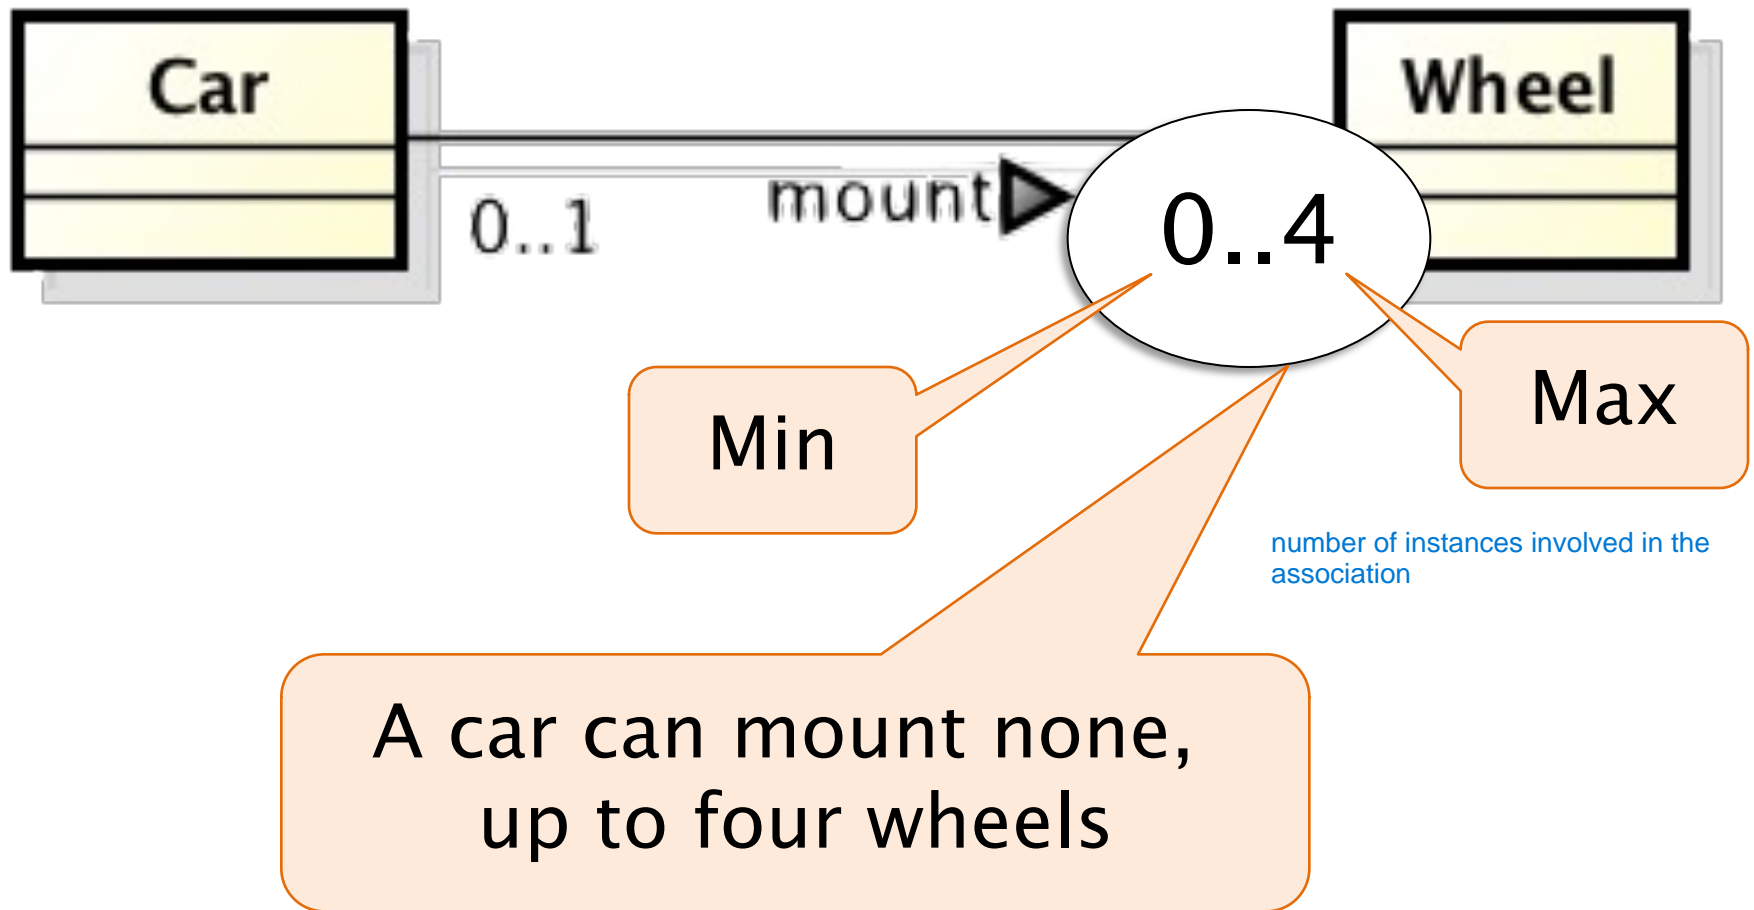 Car
Wheel
0..1
mount
0..4
Min
Max
number of instances involved in the
association
A car can mount none,
up to four wheels